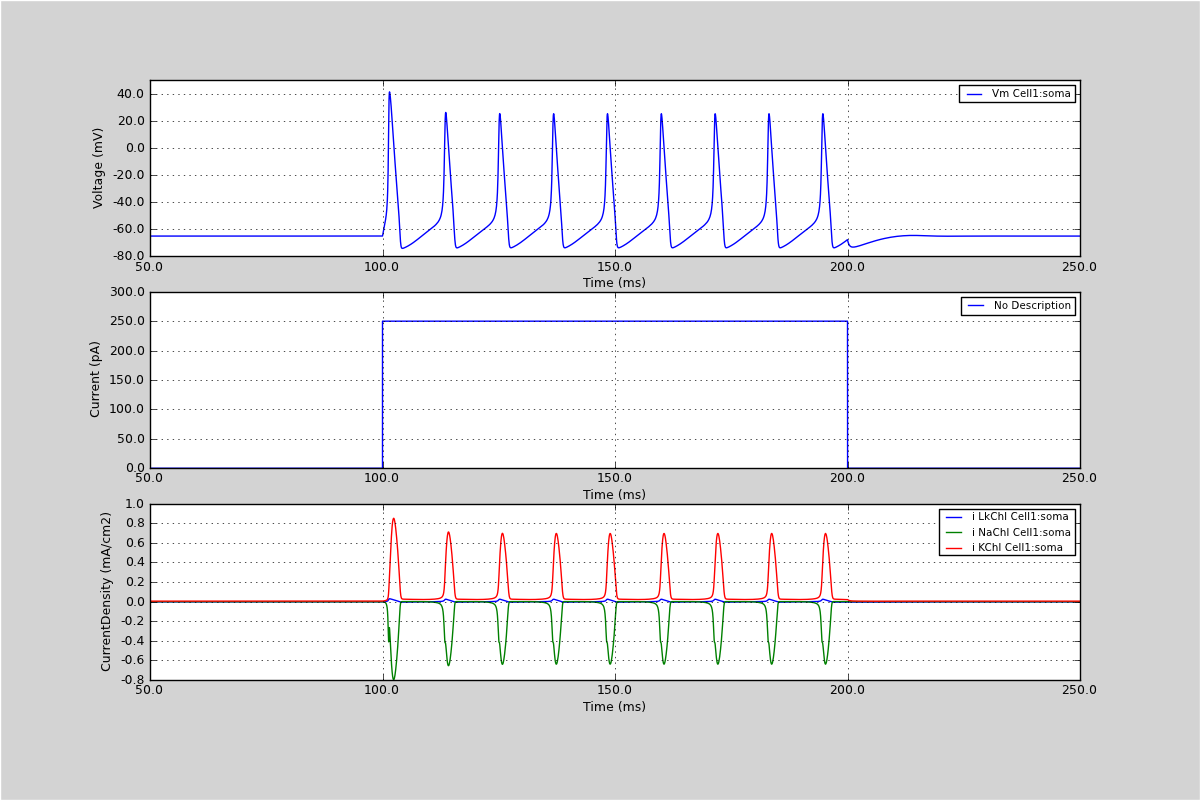 Voltage (mV)
40.0
20.0
0.0
-20.0
-40.0
-60.0
-80.0
Vm Cell1:soma
50.0 100.0 150.0 200.0 250.0
Time (ms)
Current (pA)
300.0
250.0
200.0
150.0
100.0
50.0
0.0
No Description
50.0 100.0 150.0 200.0 250.0
Time (ms)
CurrentDensity (mA/cm2)
1.0
0.8
0.6
0.4
0.2
0.0
-0.2
-0.4
-0.6
-0.8
i LkChl Cell1:soma
i NaChl Cell1:soma
i KChl Cell1:soma
50.0 100.0 150.0 200.0 250.0
Time (ms)